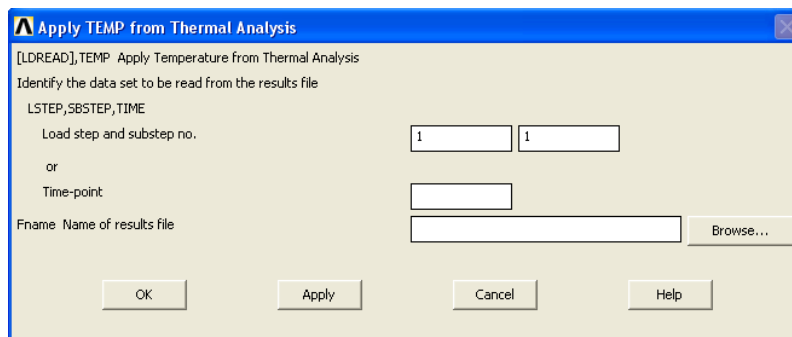 Apply TEMP from Thermal Analysis
[LDREAD],TEMP Apply Temperature from Thermal Analysis
Identify the data set to be read from the results file
LSTEP,SBSTEP,TIME
Load step and substep no. 1 1
or
Time-point
Fname Name of results file Browse...
OK Apply Cancel Help